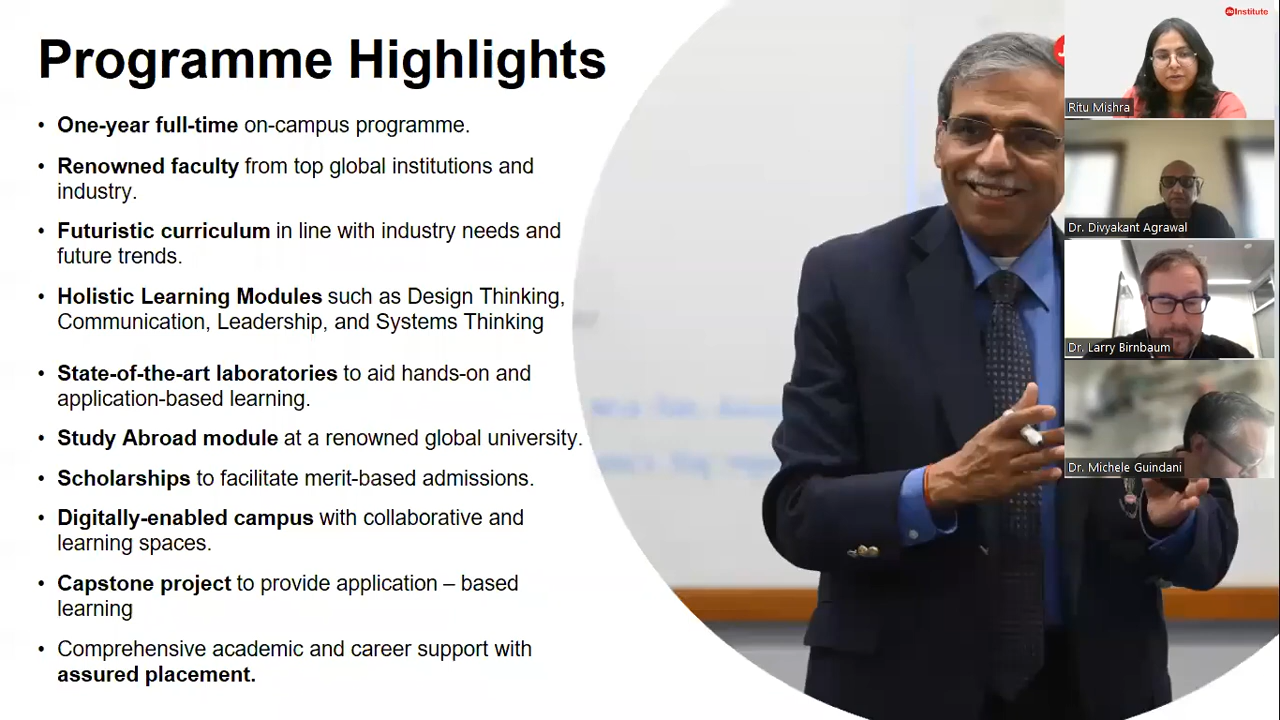 Programme Highlights
• One-year full-time on-campus programme.
• Renowned faculty from top global institutions and
industry.
• Futuristic curriculum in line with industry needs and
future trends.
• Holistic Learning Modules such as Design Thinking,
Communication, Leadership, and Systems Thinking
• State-of-the-art laboratories to aid hands-on and
application-based learning.
• Study Abroad module at a renowned global university.
• Scholarships to facilitate merit-based admissions.
• Digitally-enabled campus with collaborative and
learning spaces.
• Capstone project to provide application – based
learning
• Comprehensive academic and career support with
assured placement.
Jio Institute
Ritu Mishra
Dr. Divyakant Agrawal
Dr. Larry Birnbaum
Dr. Michele Guindani